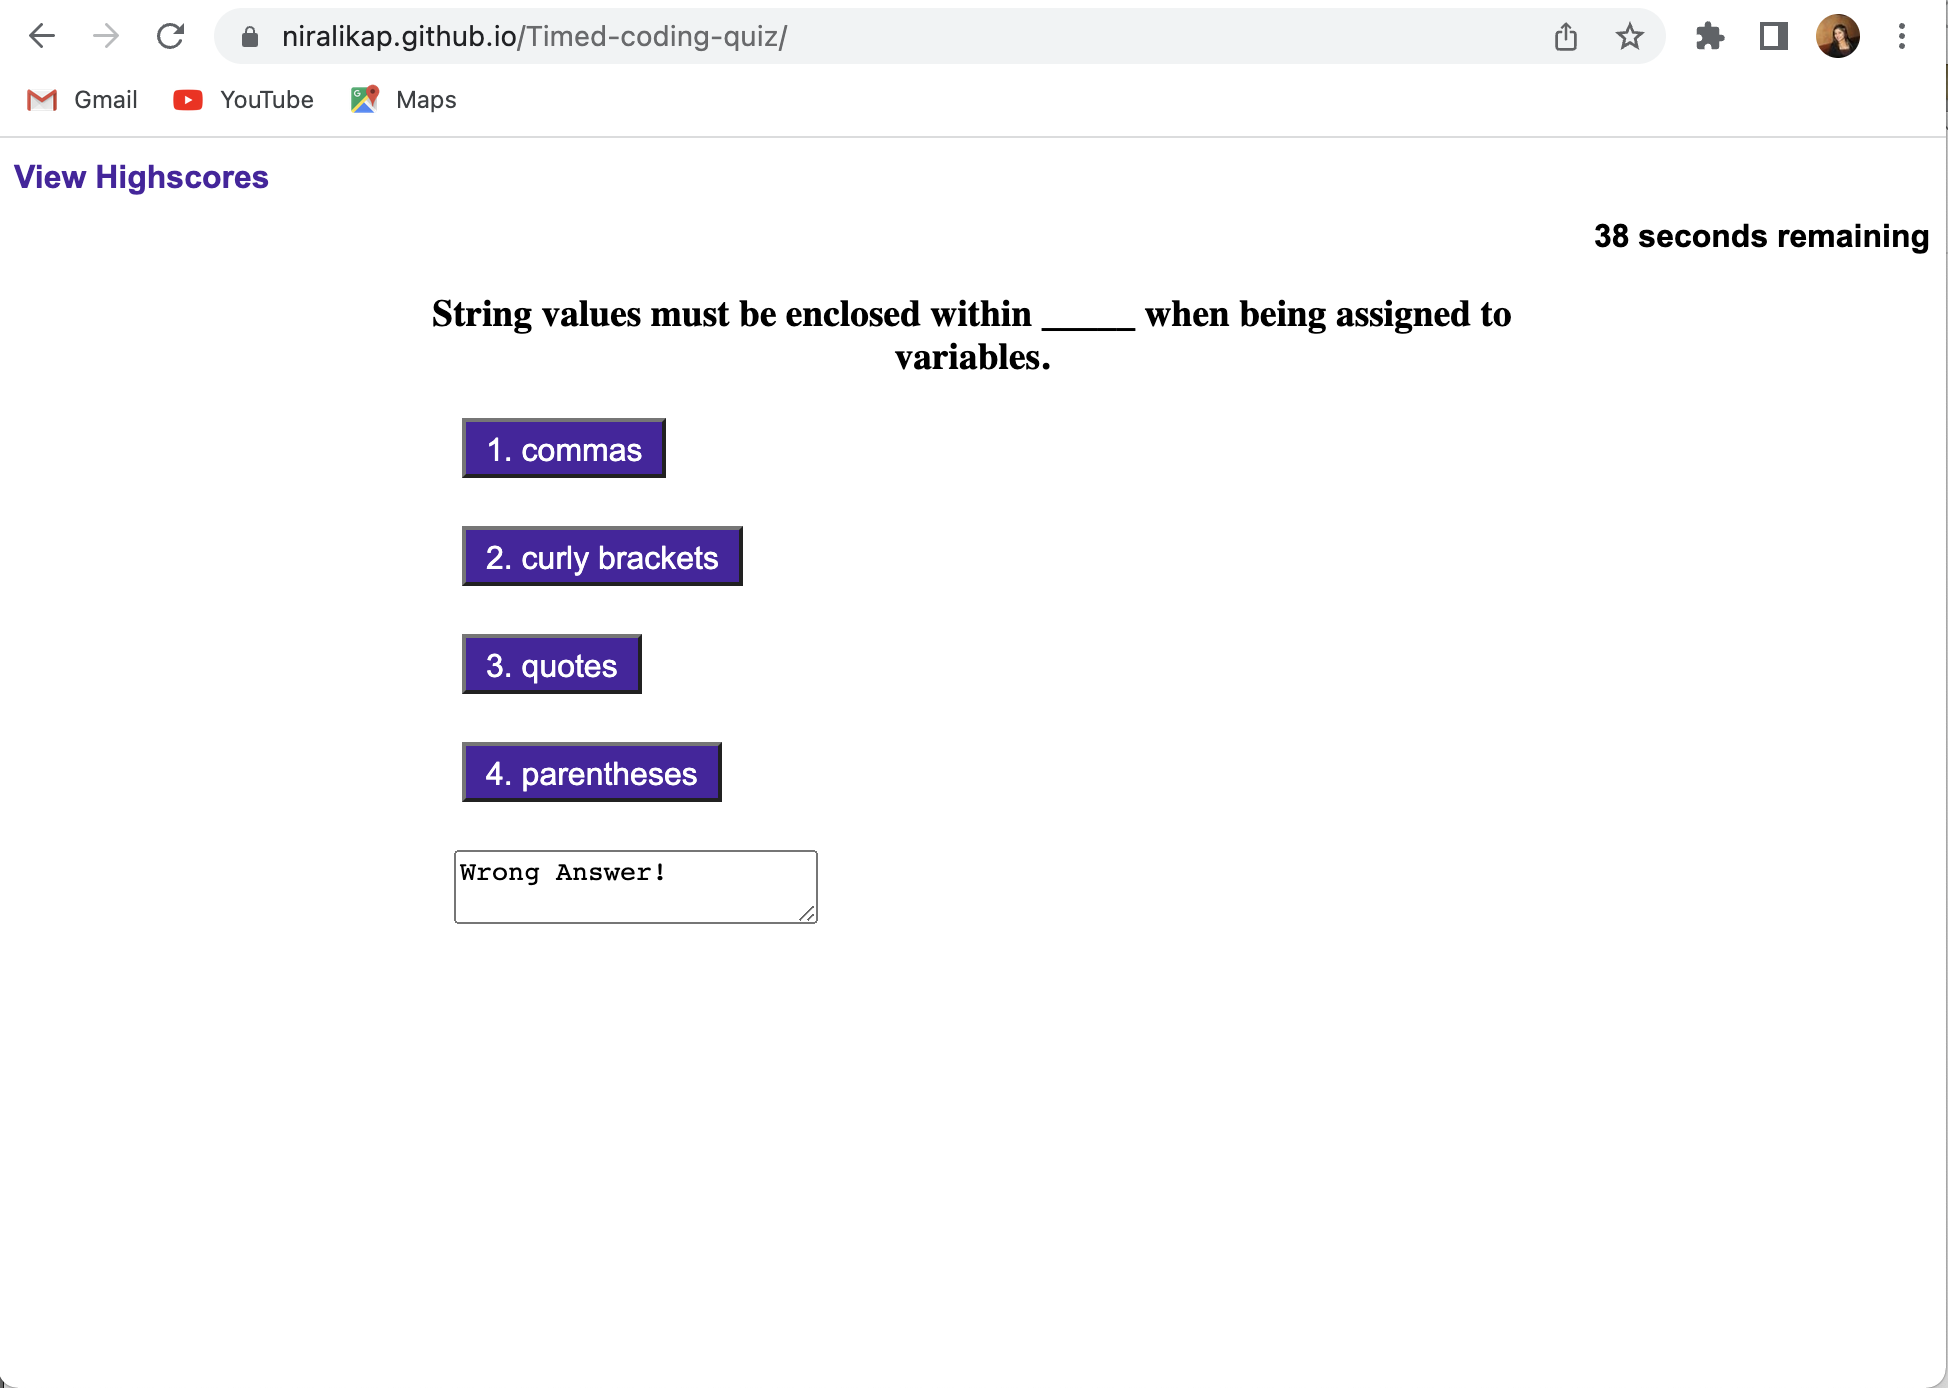 niralikap.github.io/Timed-coding-quiz/
Gmail YouTube Maps
View Highscores
38 seconds remaining
String values must be enclosed within _____ when being assigned to
variables.
1. commas
2. curly brackets
3. quotes
4. parentheses
Wrong Answer!